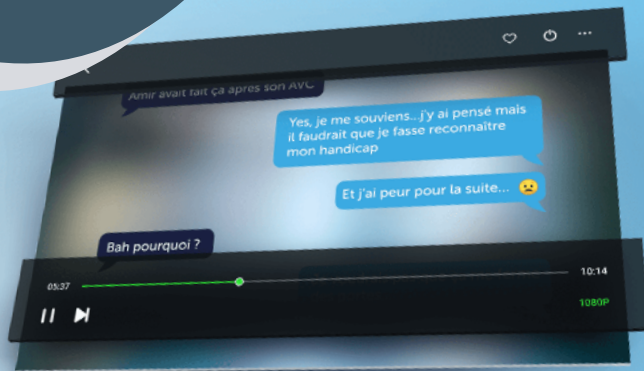 Amir avait fait ça après son AVC
Yes, je me souviens...j'y ai pensé mais
il faudrait que je fasse reconnaître
mon handicap
Et j'ai peur pour la suite... 😟
Bah pourquoi ?
05:37
10:14
1080P